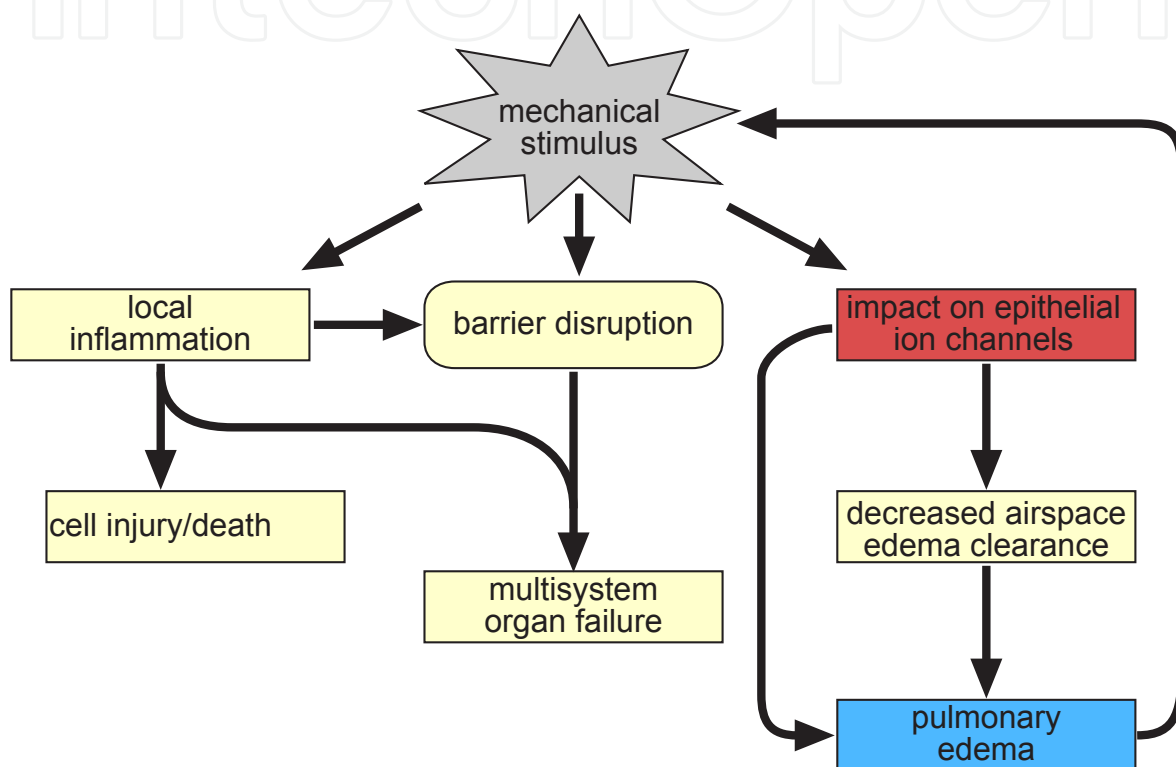 mechanical
stimulus
local
inflammation
barrier disruption
impact on epithelial
ion channels
cell injury/death
decreased airspace
edema clearance
multisystem
organ failure
pulmonary
edema